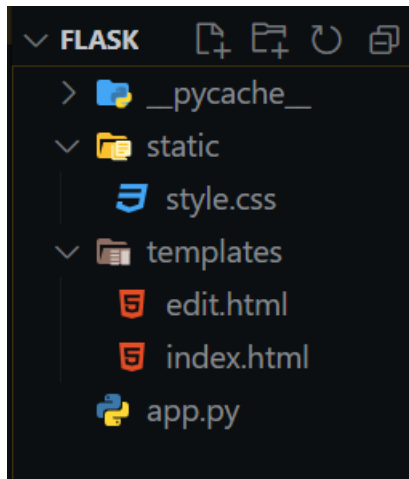 FLASK
__pycache__
static
style.css
templates
edit.html
index.html
app.py